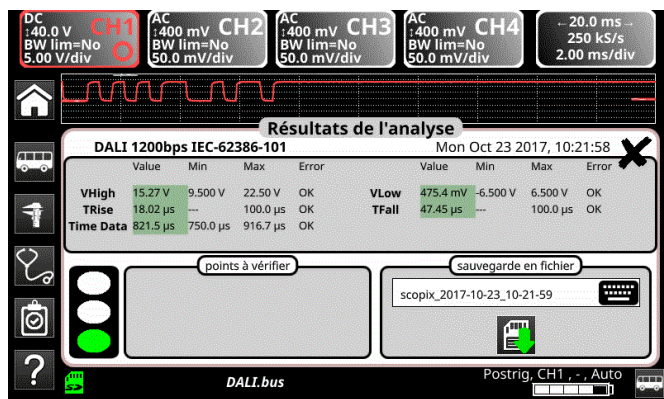 DC
↕40.0 V CH1
BW lim=No
5.00 V/div
AC
↕400 mV CH2
BW lim=No
50.0 mV/div
AC
↕400 mV CH3
BW lim=No
50.0 mV/div
AC
↕400 mV CH4
BW lim=No
50.0 mV/div
←20.0 ms→
250 kS/s
2.00 ms/div
Résultats de l'analyse
DALI 1200bps IEC-62386-101 Mon Oct 23 2017, 10:21:58
Value Min Max Error Value Min Max Error
VHigh 15.27 V 9.500 V 22.50 V OK VLow 475.4 mV -6.500 V 6.500 V OK
TRise 18.02 µs --- 100.0 µs OK TFall 47.45 µs --- 100.0 µs OK
Time Data 821.5 µs 750.0 µs 916.7 µs OK
points à vérifier sauvegarde en fichier
scopix_2017-10-23_10-21-59
?
DALI.bus
Postrig, CH1 , - , Auto